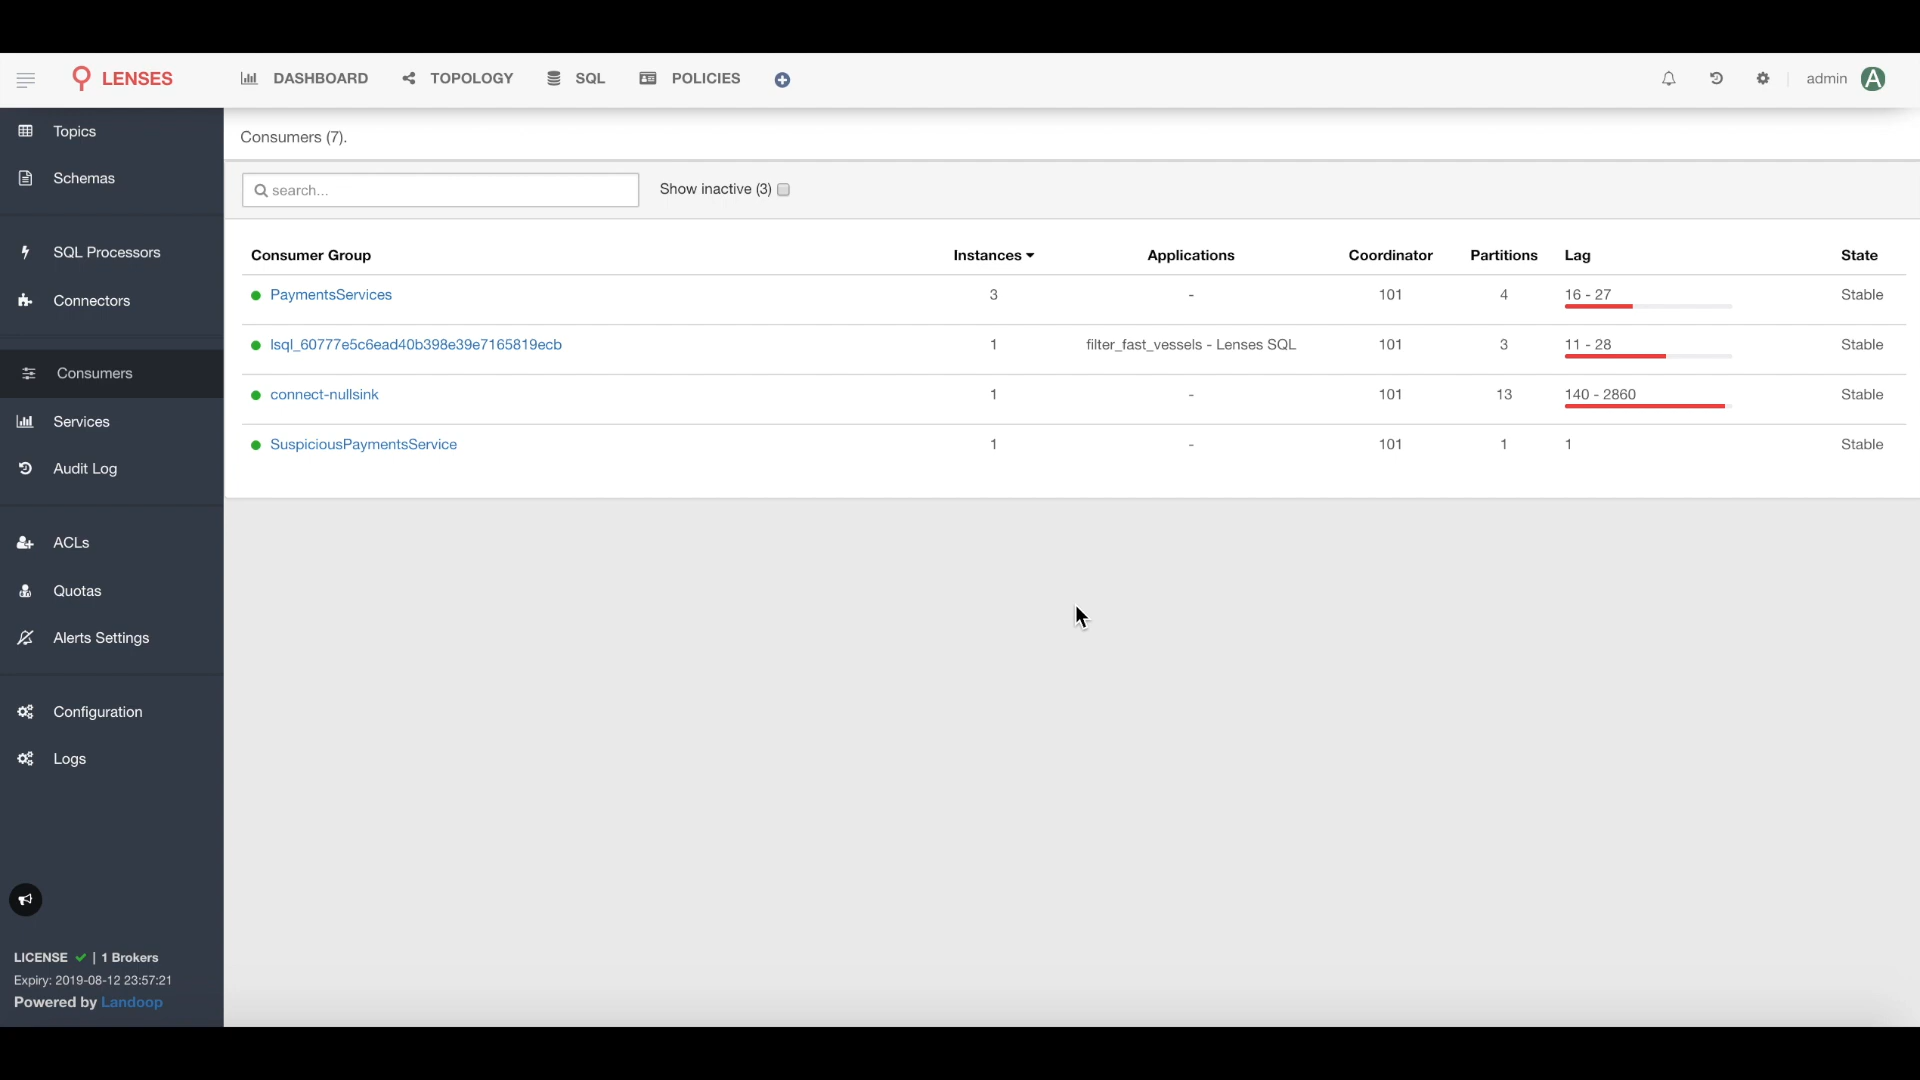 LENSES
DASHBOARD
TOPOLOGY
SQL
POLICIES
admin
A
Topics
Schemas
SQL Processors
Connectors
Consumers
Services
Audit Log
ACLs
Quotas
Alerts Settings
Configuration
Logs
LICENSE | 1 Brokers
Expiry: 2019-08-12 23:57:21
Powered by Landoop
Consumers (7).
search...
Show inactive (3)
Consumer Group Instances Applications Coordinator Partitions Lag State
PaymentsServices 3 - 101 4 16 - 27 Stable
lsql_60777e5c6ead40b398e39e7165819ecb 1 filter_fast_vessels - Lenses SQL 101 3 11 - 28 Stable
connect-nullsink 1 - 101 13 140 - 2860 Stable
SuspiciousPaymentsService 1 - 101 1 1 Stable